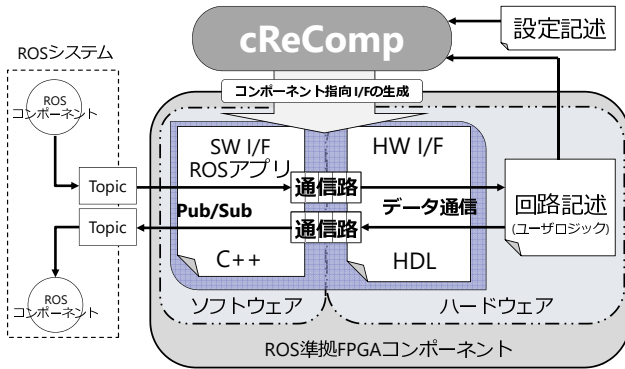 cReComp
設定記述
ROSシステム
コンポーネント指向I/Fの生成
ROS
コンポーネント
SW I/F
ROSアプリ
HW I/F
Topic
通信路
回路記述
(ユーザロジック)
Pub/Sub
データ通信
Topic
通信路
C++
HDL
ROS
コンポーネント
ソフトウェア
ハードウェア
ROS準拠FPGAコンポーネント